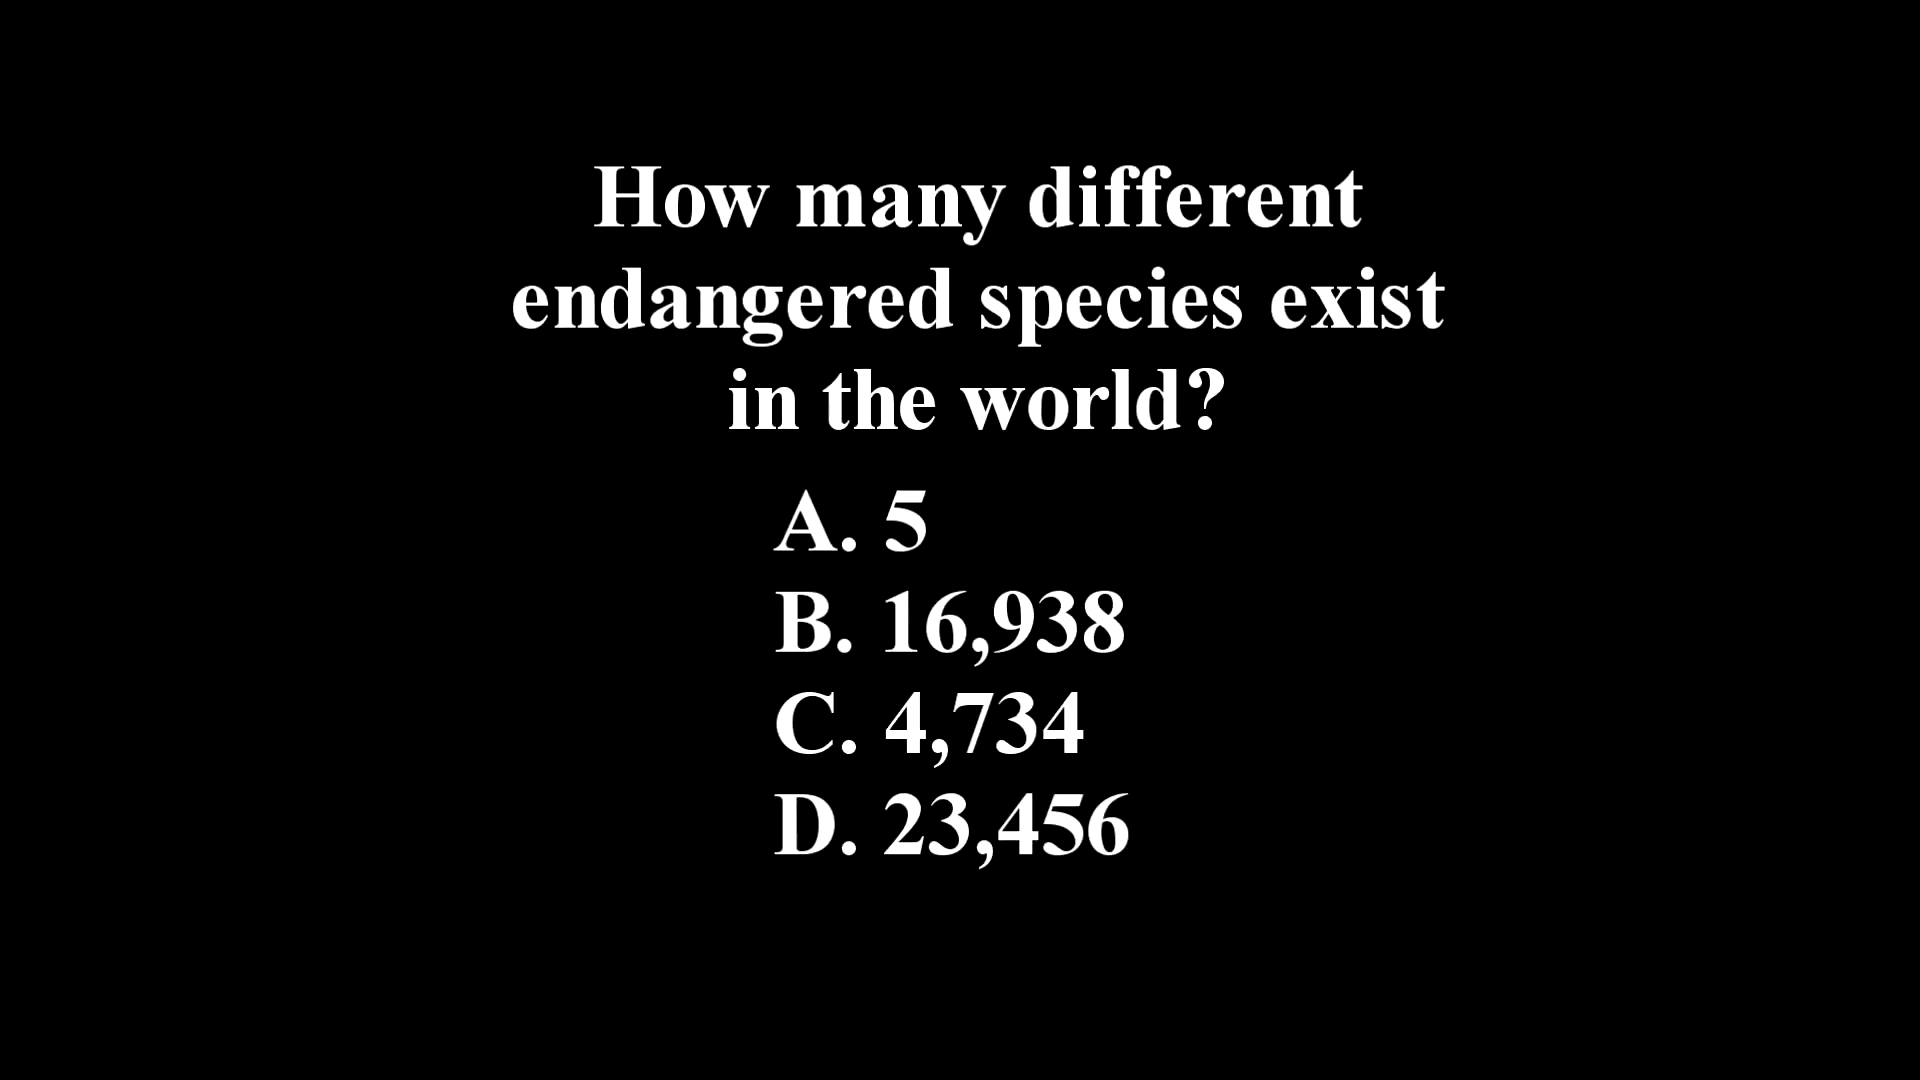 How many different
endangered species exist
in the world?
A. 5
B. 16,938
C. 4,734
D. 23,456